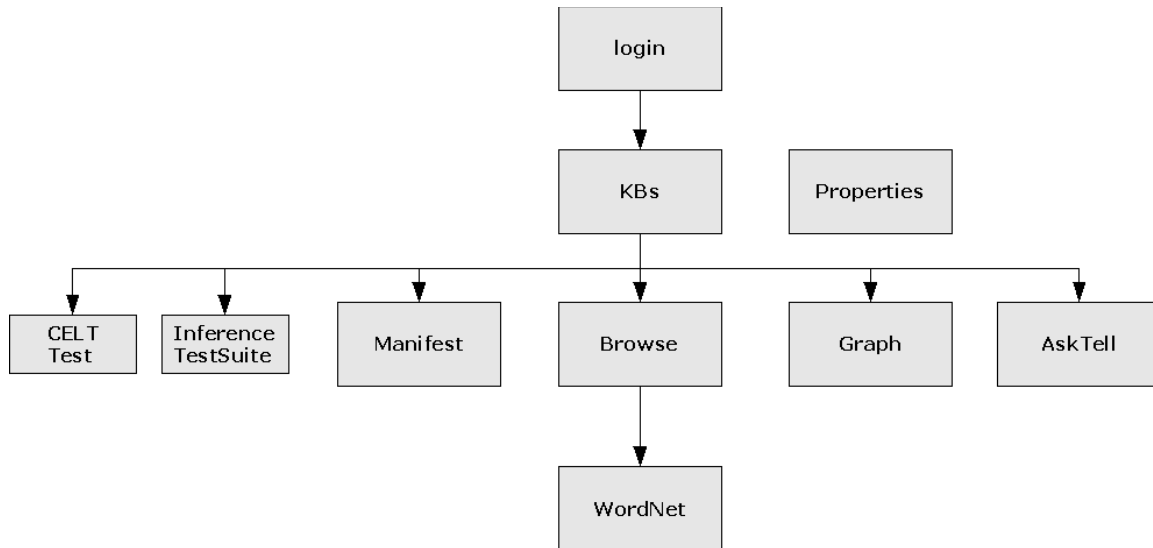 login
KBs
Properties
CELT
Test
Inference
TestSuite
Manifest
Browse
Graph
AskTell
WordNet